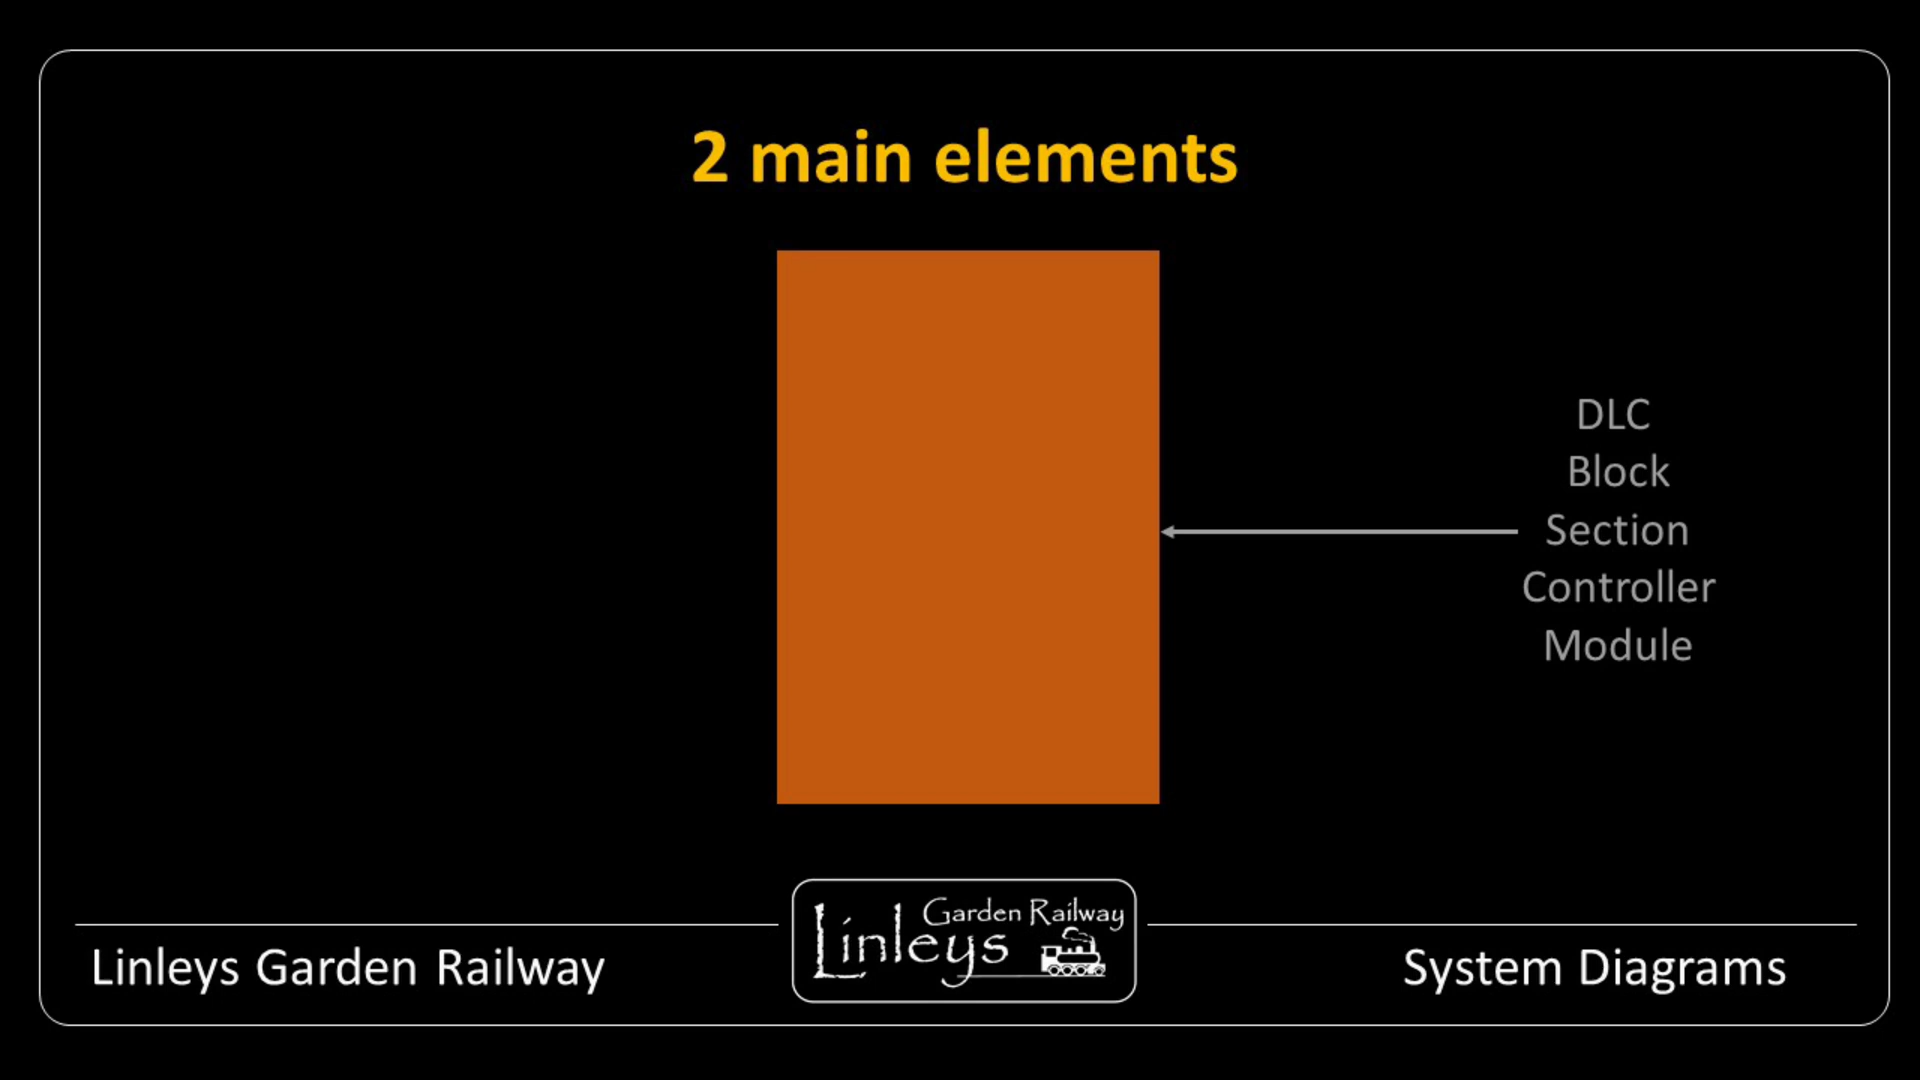 2 main elements
DLC
Block
Section
Controller
Module
Linleys Garden Railway
Garden Railway
Linleys
System Diagrams